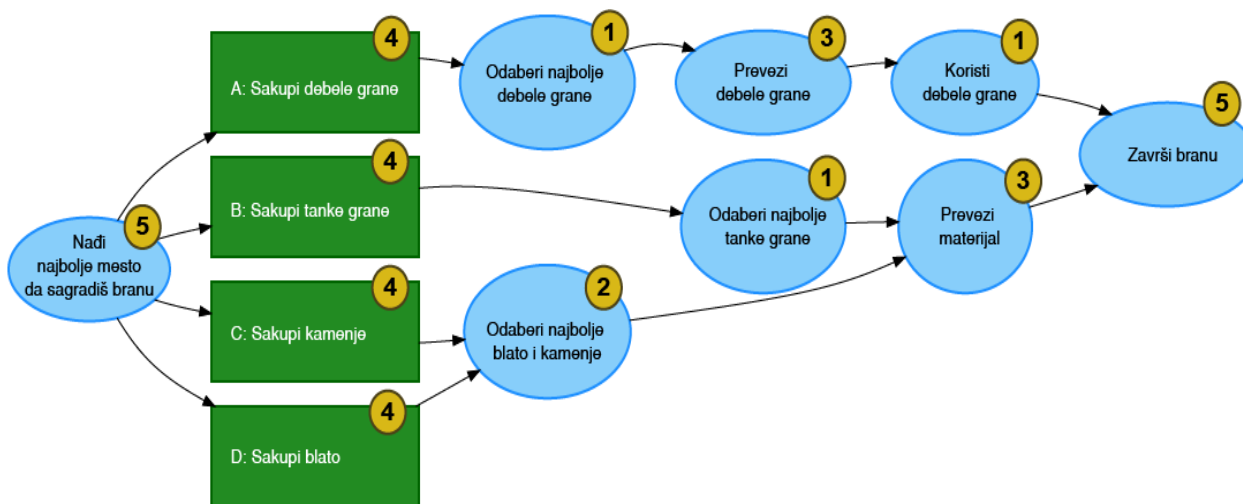 4
A: Sakupi debele grane
1
Odaberi najbolje
debele grane
3
Prevezi
debele grane
1
Koristi
debele grane
5
Završi branu
4
B: Sakupi tanke grane
1
Odaberi najbolje
tanke grane
3
Prevezi
materijal
5
Nađi
najbolje mesto
da sagradiš branu
4
C: Sakupi kamenje
2
Odaberi najbolje
blato i kamenje
4
D: Sakupi blato